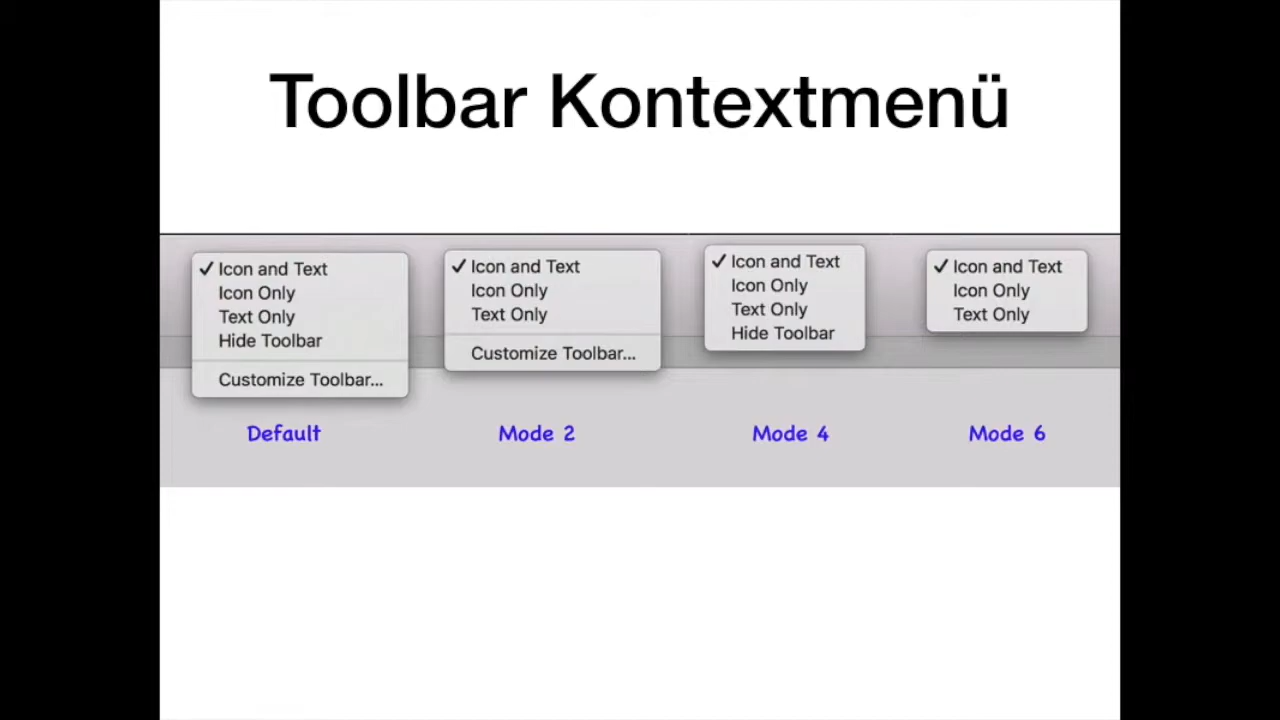 Toolbar Kontextmenü
✓ Icon and Text
Icon Only
Text Only
Hide Toolbar
Customize Toolbar...
Default
✓ Icon and Text
Icon Only
Text Only
Customize Toolbar...
Mode 2
✓ Icon and Text
Icon Only
Text Only
Hide Toolbar
Mode 4
✓ Icon and Text
Icon Only
Text Only
Mode 6